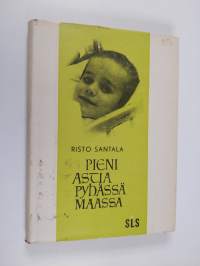 RISTO SANTALA
PIENI
ASTIA
PYHÄSSÄ
MAASSA
SLS